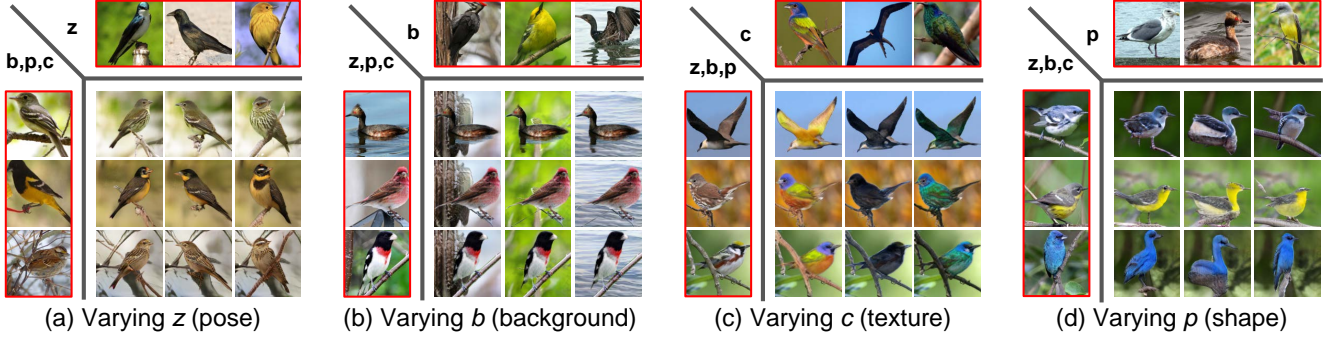 z
b,p,c
b
z,p,c
c
z,b,p
p
z,b,c
(a) Varying z (pose)
(b) Varying b (background)
(c) Varying c (texture)
(d) Varying p (shape)